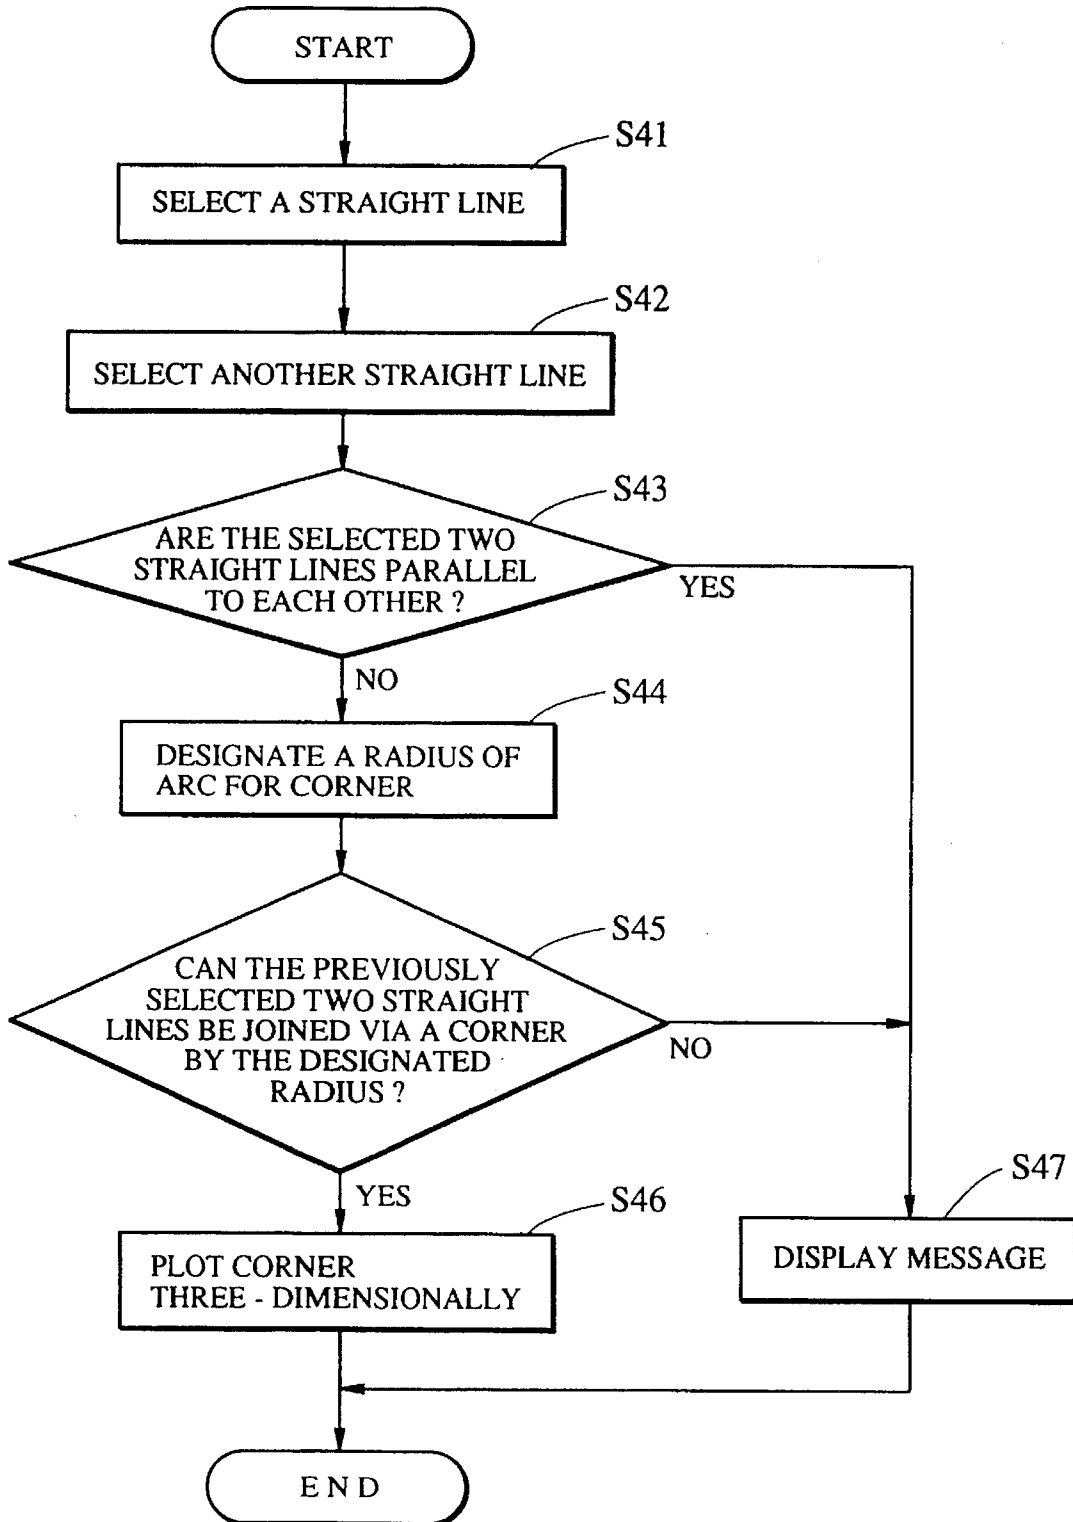 START
S41
SELECT A STRAIGHT LINE
S42
SELECT ANOTHER STRAIGHT LINE
S43
ARE THE SELECTED TWO
STRAIGHT LINES PARALLEL
TO EACH OTHER ?
YES
NO
S44
DESIGNATE A RADIUS OF
ARC FOR CORNER
S45
CAN THE PREVIOUSLY
SELECTED TWO STRAIGHT
LINES BE JOINED VIA A CORNER
BY THE DESIGNATED
RADIUS ?
NO
YES
S46
PLOT CORNER
THREE - DIMENSIONALLY
S47
DISPLAY MESSAGE
END